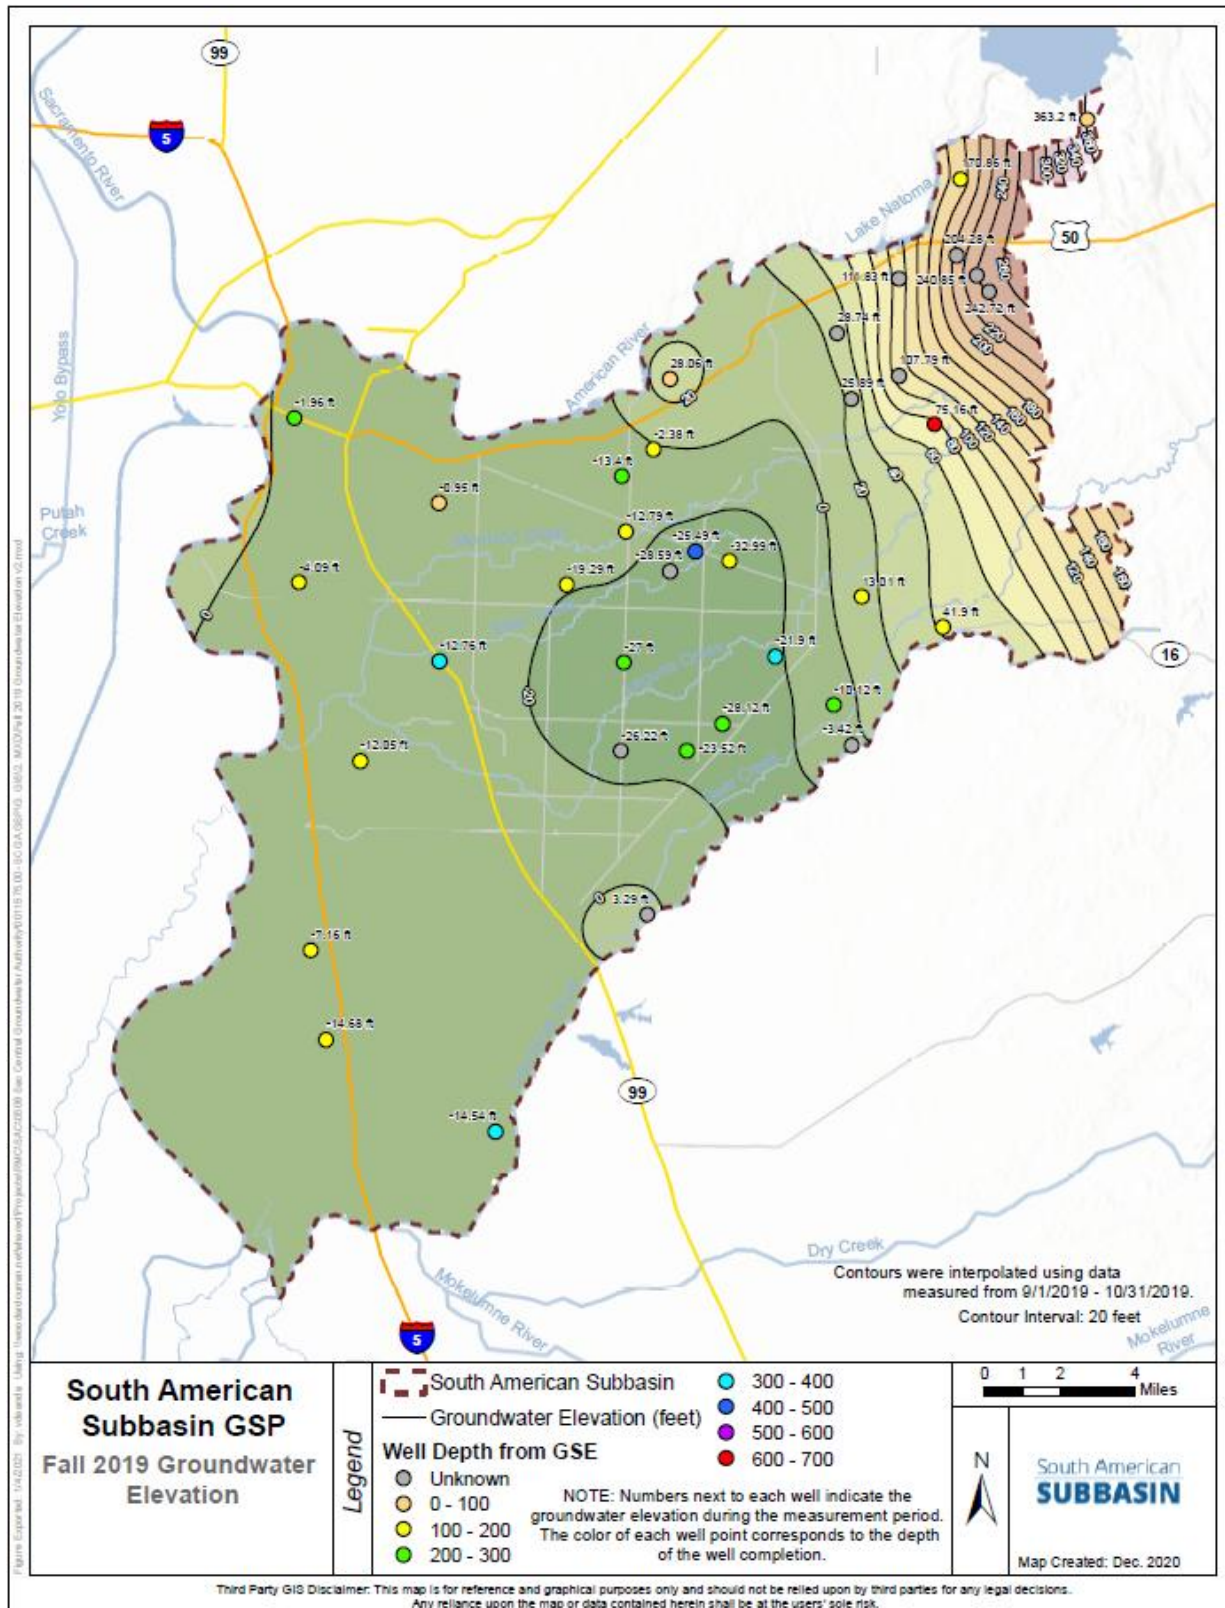 99
Sacramento River
5
363.2 ft
170.86 ft
240
300
Lake Natoma
50
204.28 ft
111.83 ft
240.85 ft
242.72 ft
220
200
28.74 ft
Yolo Bypass
American River
28.06 ft
107.79 ft
20
25.89 ft
-1.96 ft
75.16 ft
-2.38 ft
-13.4 ft
-0.95 ft
0
20
40
60
80
Putah
Creek
-12.79 ft
-25.49 ft
-32.99 ft
-28.59 ft
-4.09 ft
-19.29 ft
13.01 ft
41.9 ft
0
-12.76 ft
-27 ft
-21.9 ft
16
-10.12 ft
-28.12 ft
-3.42 ft
-26.22 ft
-23.52 ft
-12.05 ft
0
3.29 ft
-7.16 ft
-14.68 ft
99
-14.54 ft
Dry Creek
Mokelumne River
5
Contours were interpolated using data
measured from 9/1/2019 - 10/31/2019.
Contour Interval: 20 feet
Mokelumne
River
South American
Subbasin GSP
Fall 2019 Groundwater
Elevation
Legend
South American Subbasin
Groundwater Elevation (feet)
Well Depth from GSE
Unknown
0 - 100
100 - 200
200 - 300
300 - 400
400 - 500
500 - 600
600 - 700
NOTE: Numbers next to each well indicate the
groundwater elevation during the measurement period.
The color of each well point corresponds to the depth
of the well completion.
0 1 2 4
Miles
N
South American
SUBBASIN
Map Created: Dec. 2020
Third Party GIS Disclaimer: This map is for reference and graphical purposes only and should not be relied upon by third parties for any legal decisions.
Any reliance upon the map or data contained herein shall be at the users' sole risk.